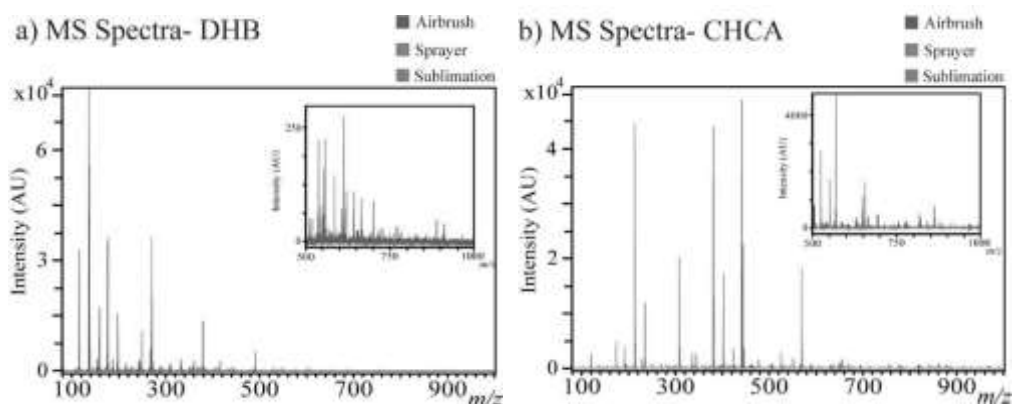 a) MS Spectra- DHB
Airbrush
Sprayer
Sublimation
x10⁴
6
3
0
Intensity (AU)
100 300 500 700 900
m/z
250
0
Intensity (AU)
500 750 1000
m/z
b) MS Spectra- CHCA
Airbrush
Sprayer
Sublimation
x10⁴
4
2
0
Intensity (AU)
100 300 500 700 900
m/z
4000
0
Intensity (AU)
500 750 1000
m/z